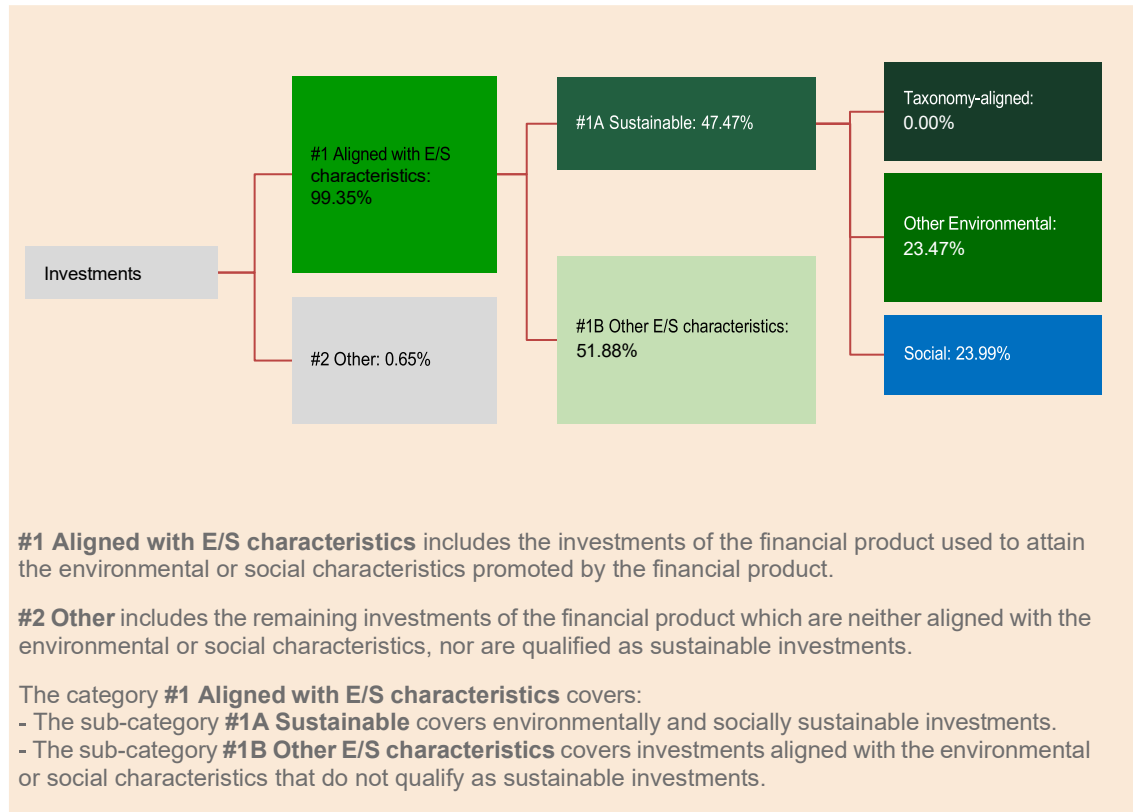 Investments
#1 Aligned with E/S
characteristics:
99.35%
#2 Other: 0.65%
#1A Sustainable: 47.47%
#1B Other E/S characteristics:
51.88%
Taxonomy-aligned:
0.00%
Other Environmental:
23.47%
Social: 23.99%
#1 Aligned with E/S characteristics includes the investments of the financial product used to attain
the environmental or social characteristics promoted by the financial product.
#2 Other includes the remaining investments of the financial product which are neither aligned with the
environmental or social characteristics, nor are qualified as sustainable investments.
The category #1 Aligned with E/S characteristics covers:
- The sub-category #1A Sustainable covers environmentally and socially sustainable investments.
- The sub-category #1B Other E/S characteristics covers investments aligned with the environmental
or social characteristics that do not qualify as sustainable investments.